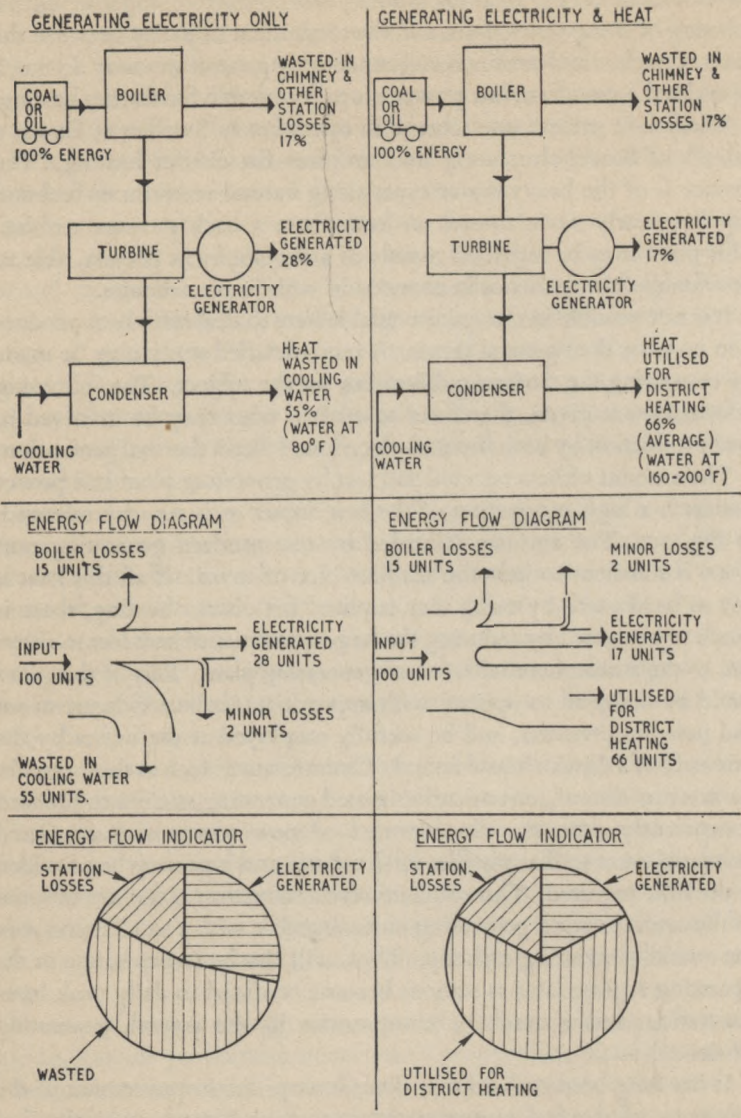 GENERATING ELECTRICITY ONLY
COAL
OR
OIL
BOILER
WASTED IN
CHIMNEY &
OTHER
STATION
LOSSES
17%
100% ENERGY
TURBINE
ELECTRICITY
GENERATED
28%
ELECTRICITY
GENERATOR
CONDENSER
HEAT
WASTED IN
COOLING
WATER
55%
(WATER AT
80°F)
COOLING
WATER
GENERATING ELECTRICITY & HEAT
COAL
OR
OIL
BOILER
WASTED IN
CHIMNEY &
OTHER
STATION
LOSSES 17%
100% ENERGY
TURBINE
ELECTRICITY
GENERATED
17%
ELECTRICITY
GENERATOR
CONDENSER
HEAT
UTILISED
FOR
DISTRICT
HEATING
66%
(AVERAGE)
(WATER AT
160-200°F)
COOLING
WATER
ENERGY FLOW DIAGRAM
BOILER LOSSES
15 UNITS
INPUT
100 UNITS
ELECTRICITY
GENERATED
28 UNITS
MINOR LOSSES
2 UNITS
WASTED IN
COOLING WATER
55 UNITS.
ENERGY FLOW DIAGRAM
BOILER LOSSES
15 UNITS
MINOR LOSSES
2 UNITS
INPUT
100 UNITS
ELECTRICITY
GENERATED
17 UNITS
UTILISED
FOR
DISTRICT
HEATING
66 UNITS
ENERGY FLOW INDICATOR
STATION
LOSSES
ELECTRICITY
GENERATED
WASTED
ENERGY FLOW INDICATOR
STATION
LOSSES
ELECTRICITY
GENERATED
UTILISED FOR
DISTRICT HEATING